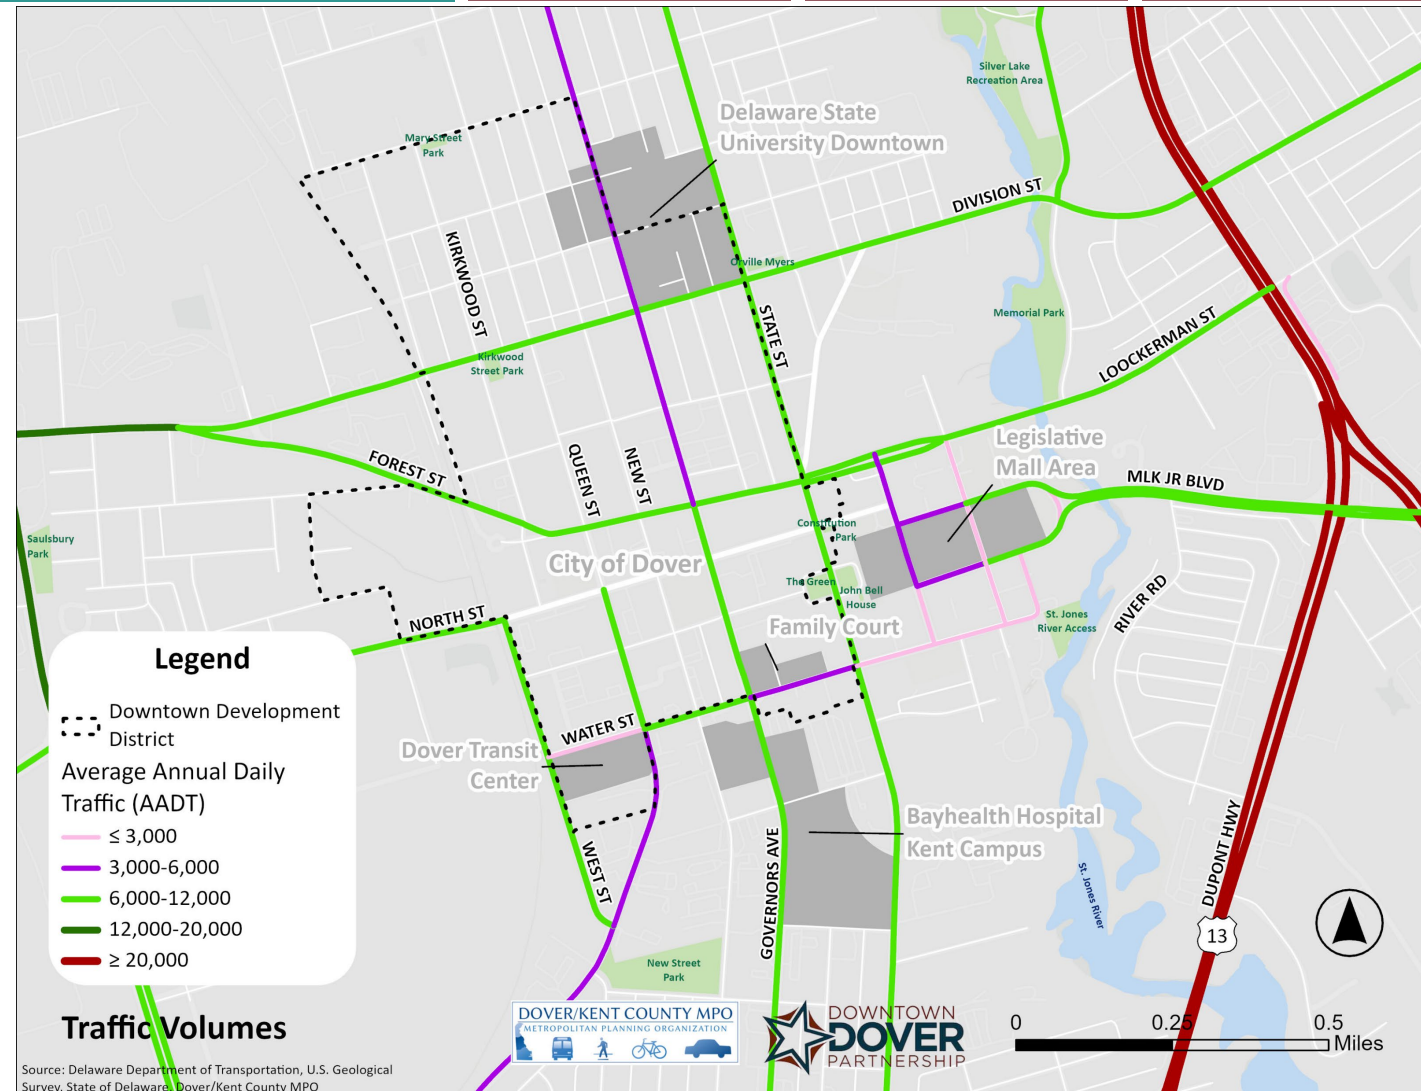 Silver Lake
Recreation Area
Delaware State
University Downtown
Mary Street
Park
DIVISION ST
KIRKWOOD ST
Orville Myers
STATE ST
Memorial Park
LOOCKERMAN ST
Kirkwood
Street Park
Legislative
Mall Area
FOREST ST
QUEEN ST
NEW ST
MLK JR BLVD
Saulsbury
Park
Constitution
Park
City of Dover
The Green
John Bell
House
RIVER RD
NORTH ST
St. Jones
River Access
Family Court
Legend
Downtown Development
District
Average Annual Daily
Traffic (AADT)
≤ 3,000
3,000-6,000
6,000-12,000
12,000-20,000
≥ 20,000
WATER ST
Dover Transit
Center
Bayhealth Hospital
Kent Campus
WEST ST
GOVERNORS AVE
DUPONT HWY
St. Jones River
13
New Street
Park
Traffic Volumes
DOVER/KENT COUNTY MPO
METROPOLITAN PLANNING ORGANIZATION
DOWNTOWN
DOVER
PARTNERSHIP
0 0.25 0.5
Miles
Source: Delaware Department of Transportation, U.S. Geological
Survey, State of Delaware, Dover/Kent County MPO